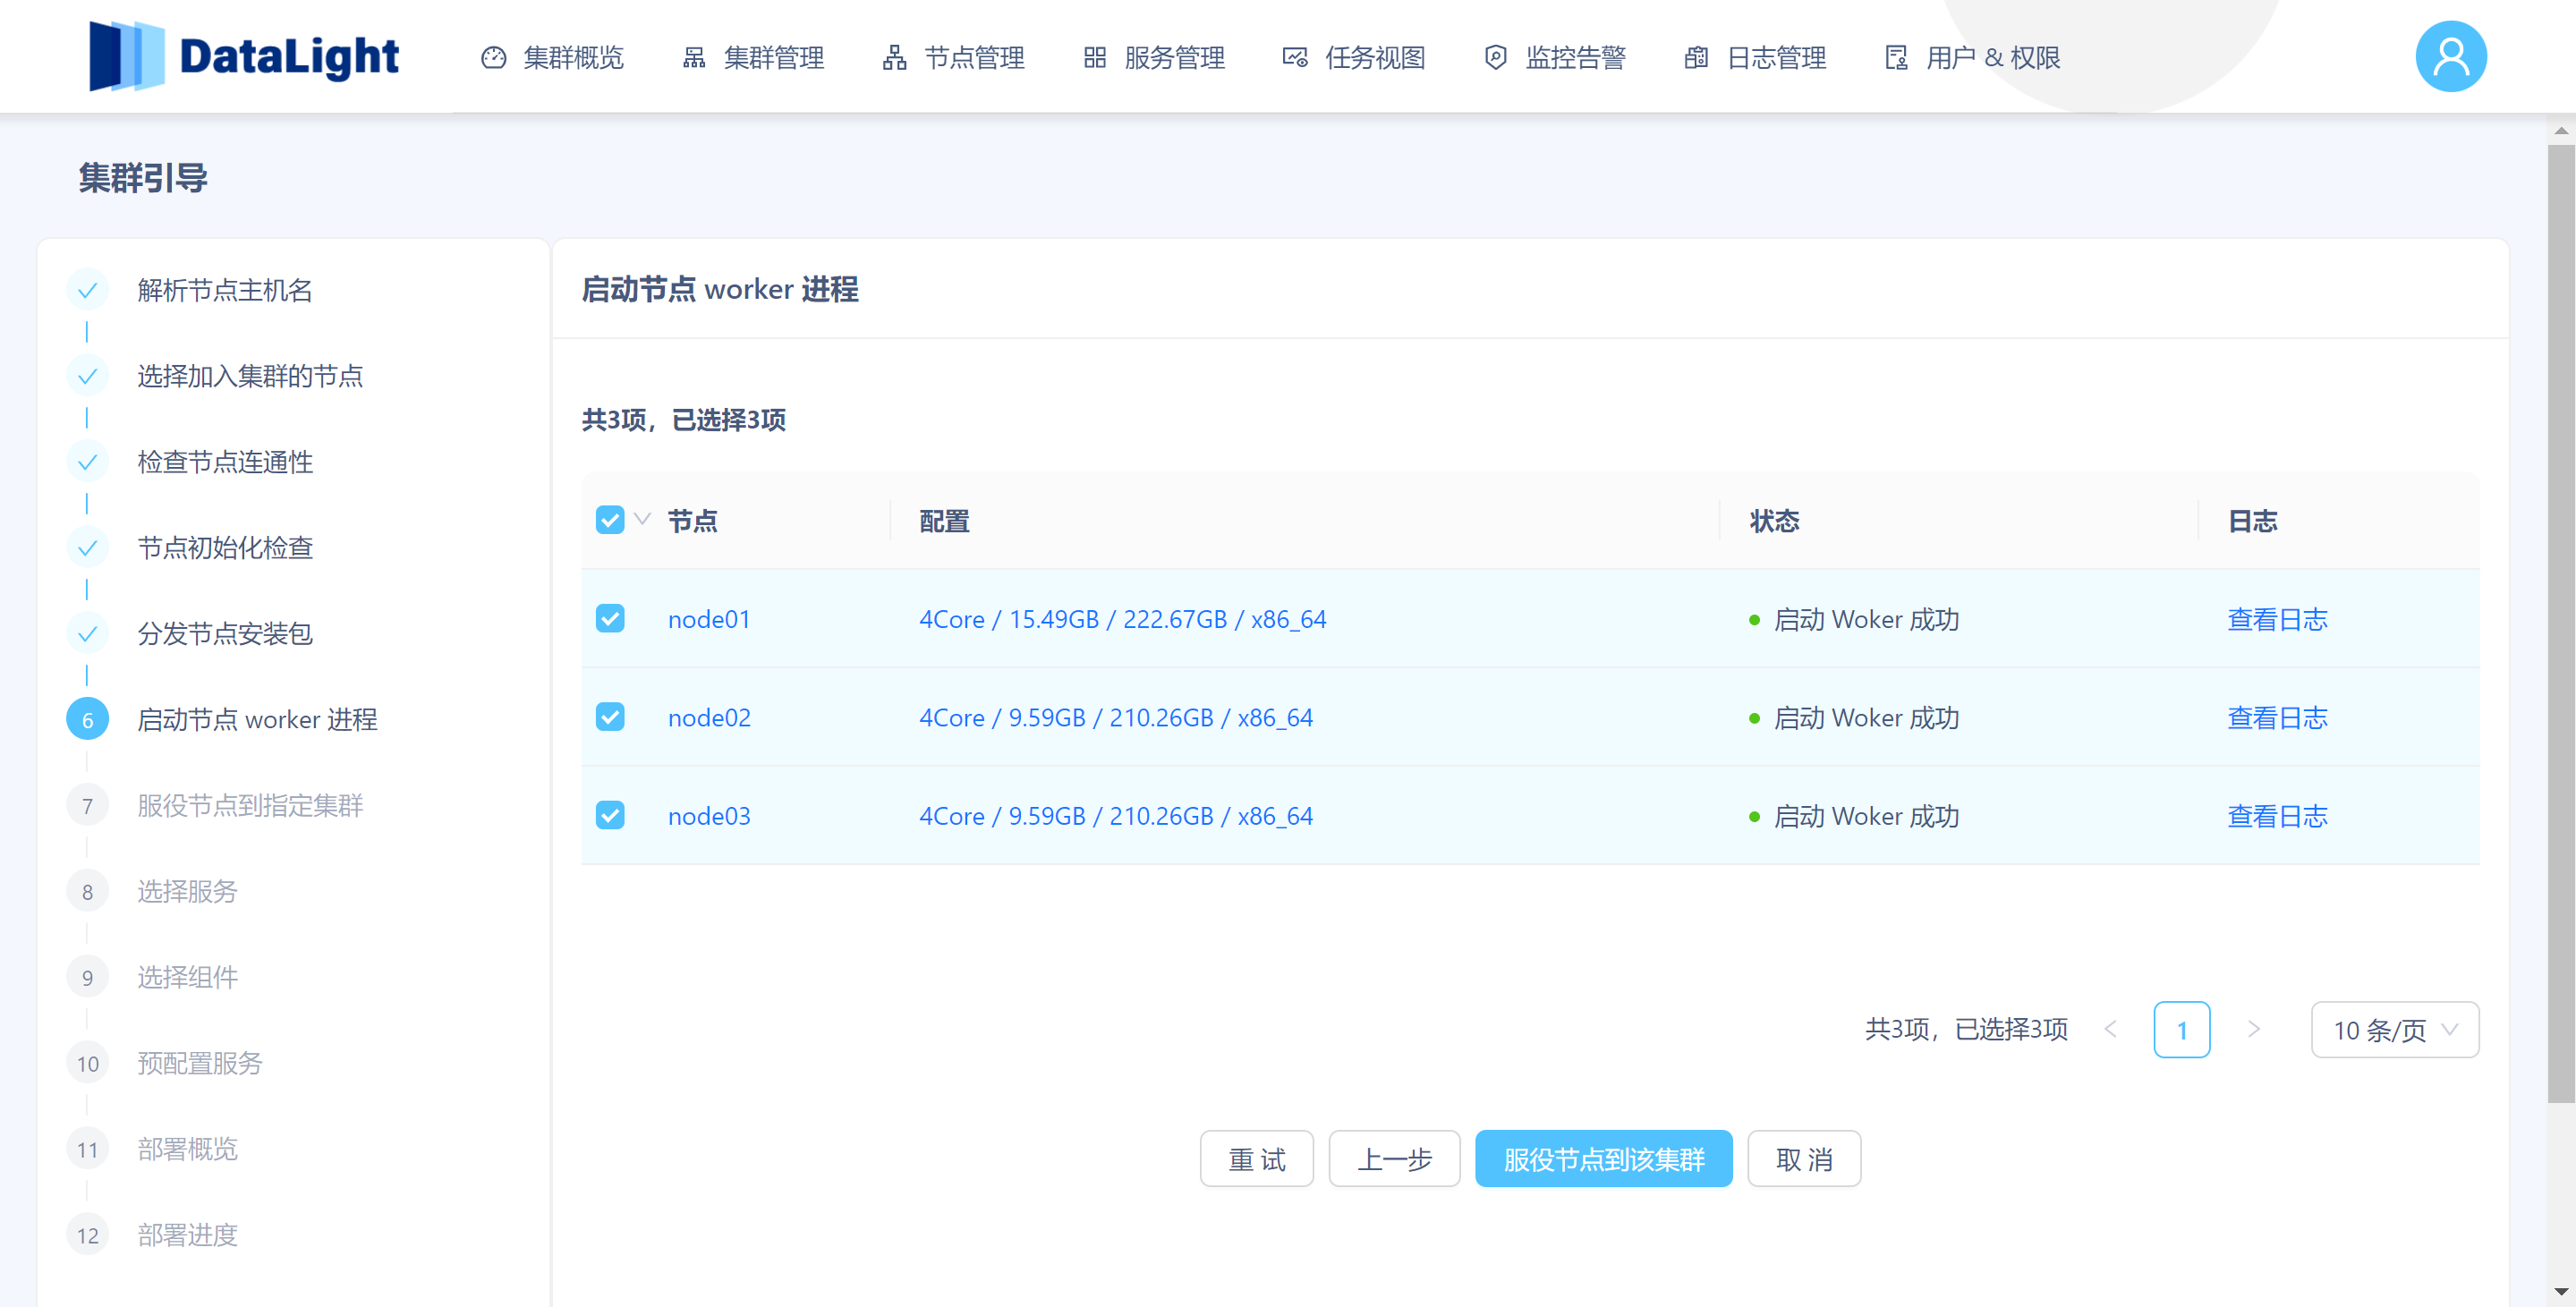 DataLight
集群概览 集群管理 节点管理 服务管理 任务视图 监控告警 日志管理 用户 & 权限
集群引导
解析节点主机名
选择加入集群的节点
检查节点连通性
节点初始化检查
分发节点安装包
6 启动节点 worker 进程
7 服役节点到指定集群
8 选择服务
9 选择组件
10 预配置服务
11 部署概览
12 部署进度
启动节点 worker 进程
共3项，已选择3项
节点 配置 状态 日志
node01 4Core / 15.49GB / 222.67GB / x86_64 启动 Woker 成功 查看日志
node02 4Core / 9.59GB / 210.26GB / x86_64 启动 Woker 成功 查看日志
node03 4Core / 9.59GB / 210.26GB / x86_64 启动 Woker 成功 查看日志
共3项，已选择3项 < 1 > 10 条/页
重 试 上一步 服役节点到该集群 取 消